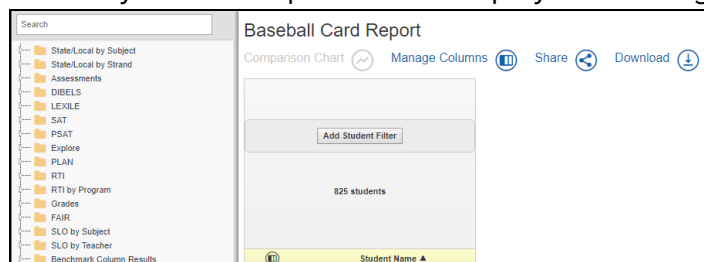 Search
State/Local by Subject
State/Local by Strand
Assessments
DIBELS
LEXILE
SAT
PSAT
Explore
PLAN
RTI
RTI by Program
Grades
FAIR
SLO by Subject
SLO by Teacher
Benchmark Column Results
Baseball Card Report
Comparison Chart Manage Columns Share Download
Add Student Filter
825 students
Student Name ▲